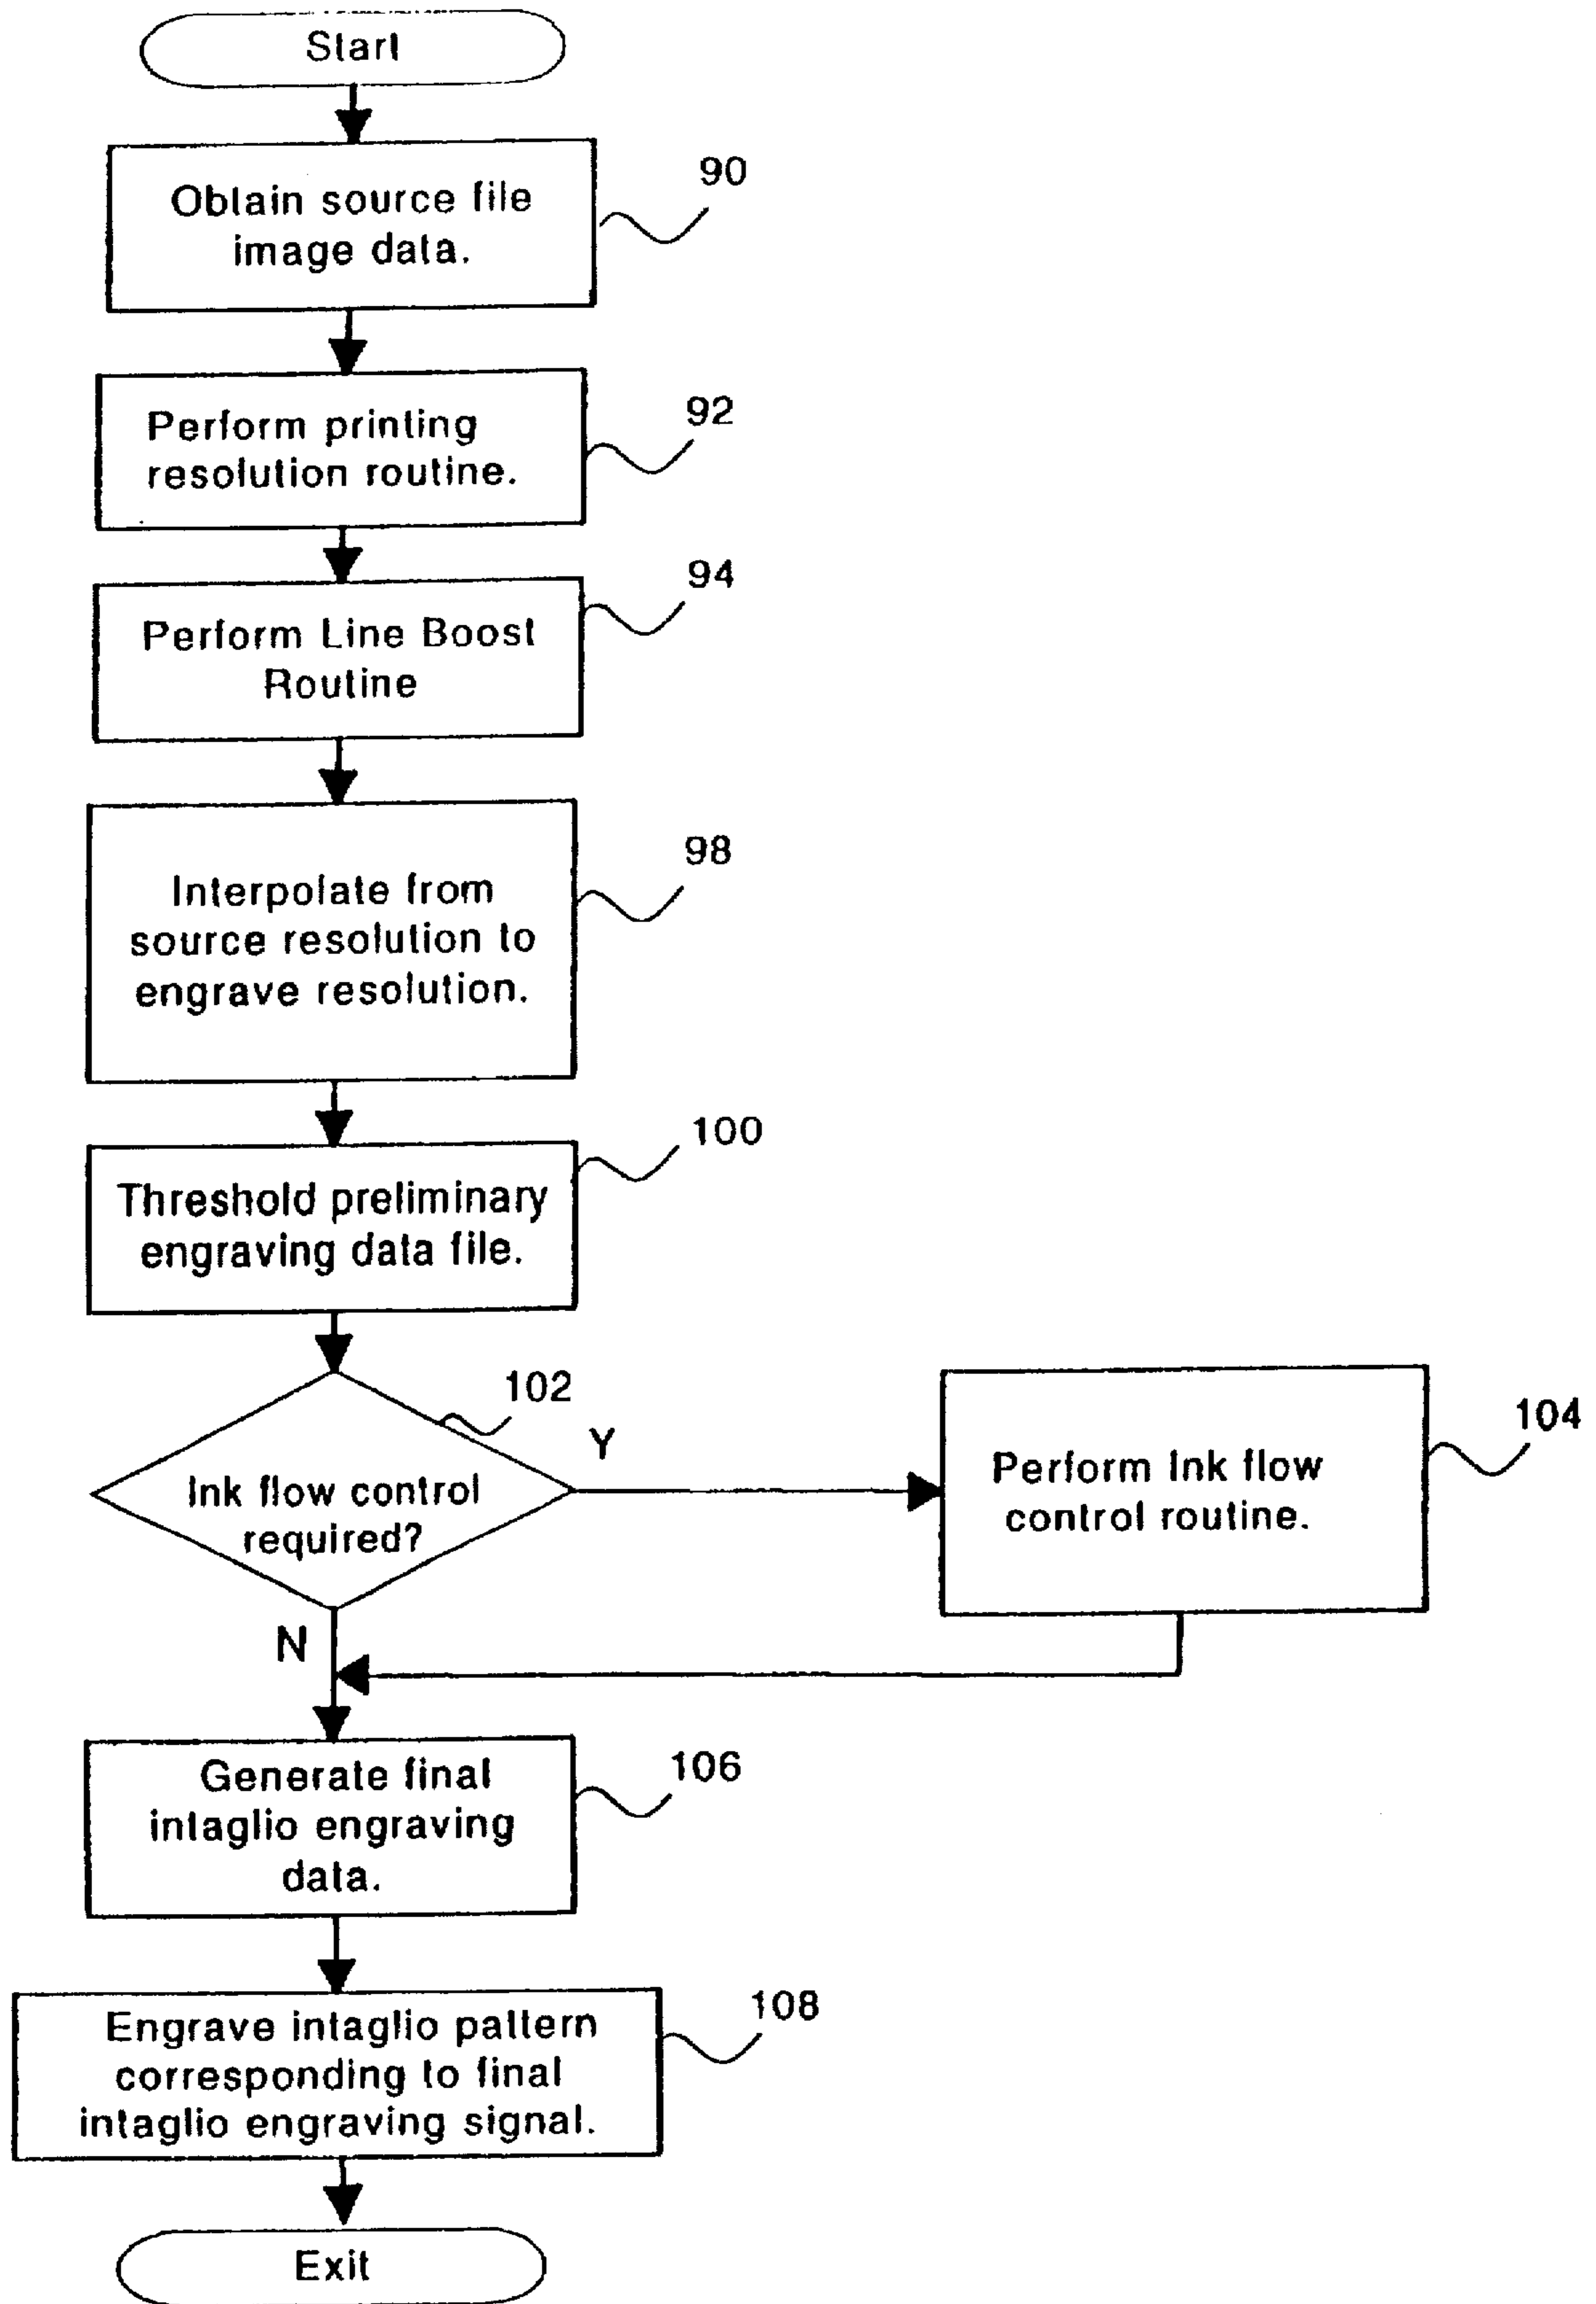 Start
Obtain source file
image data.
90
Perform printing
resolution routine.
92
Perform Line Boost
Routine
94
Interpolate from
source resolution to
engrave resolution.
98
Threshold preliminary
engraving data file.
100
Ink flow control
required?
102
Y
N
Perform Ink flow
control routine.
104
Generate final
intaglio engraving
data.
106
Engrave intaglio pattern
corresponding to final
intaglio engraving signal.
108
Exit